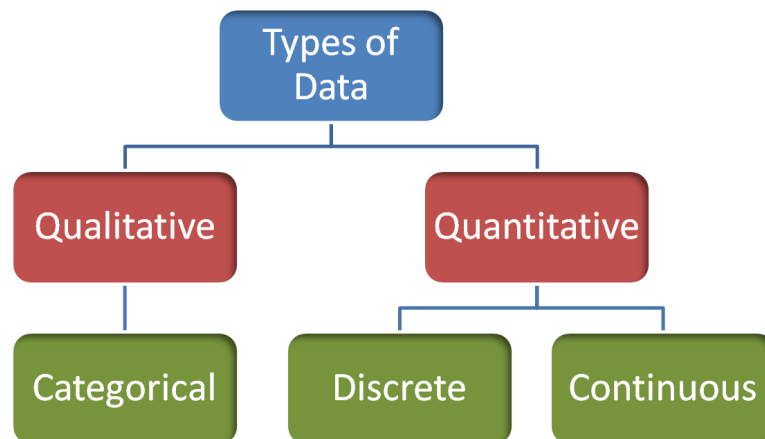 Types of
Data
Qualitative
Quantitative
Categorical
Discrete
Continuous